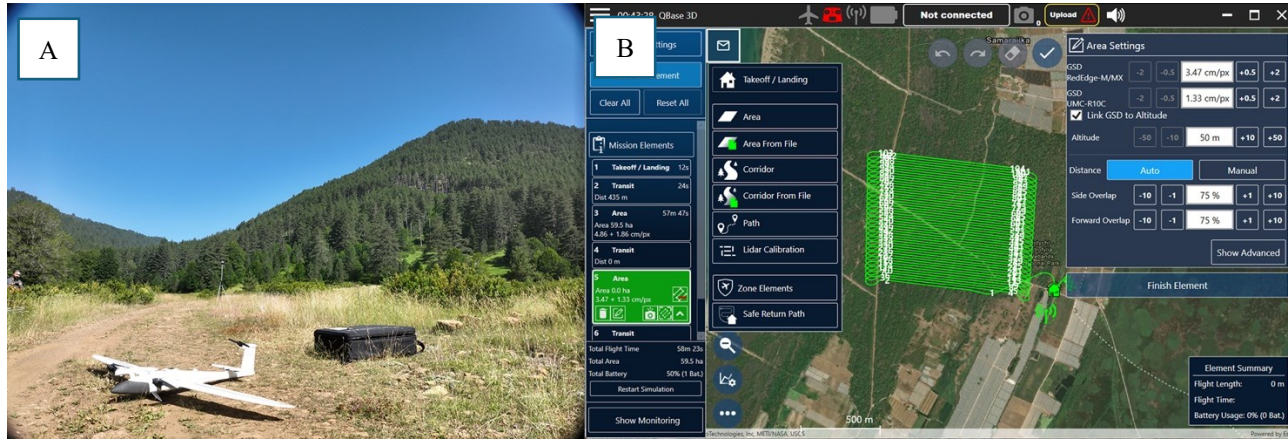 A
B
00:43:28 QBase 3D
Not connected
0
Upload
Clear All
Reset All
Mission Elements
1 Takeoff / Landing 12s
2 Transit 24s
Dist 435 m
3 Area 57m 47s
Area 59.5 ha
4.86 + 1.86 cm/px
4 Transit
Dist 0 m
5 Area
Area 0.0 ha
3.47 + 1.33 cm/px
6 Transit
Total Flight Time 58m 23s
Total Area 59.5 ha
Total Battery 50% (1 Bat.)
Restart Simulation
Show Monitoring
Takeoff / Landing
Area
Area From File
Corridor
Corridor From File
Path
Lidar Calibration
Zone Elements
Safe Return Path
500 m
Area Settings
GSD
RedEdge-M/MX
-2 -0.5 3.47 cm/px +0.5 +2
GSD
UMC-R10C
-2 -0.5 1.33 cm/px +0.5 +2
Link GSD to Altitude
Altitude -50 -10 50 m +10 +50
Distance Auto Manual
Side Overlap -10 -1 75 % +1 +10
Forward Overlap -10 -1 75 % +1 +10
Show Advanced
Finish Element
Element Summary
Flight Length: 0 m
Flight Time:
Battery Usage: 0% (0 Bat.)